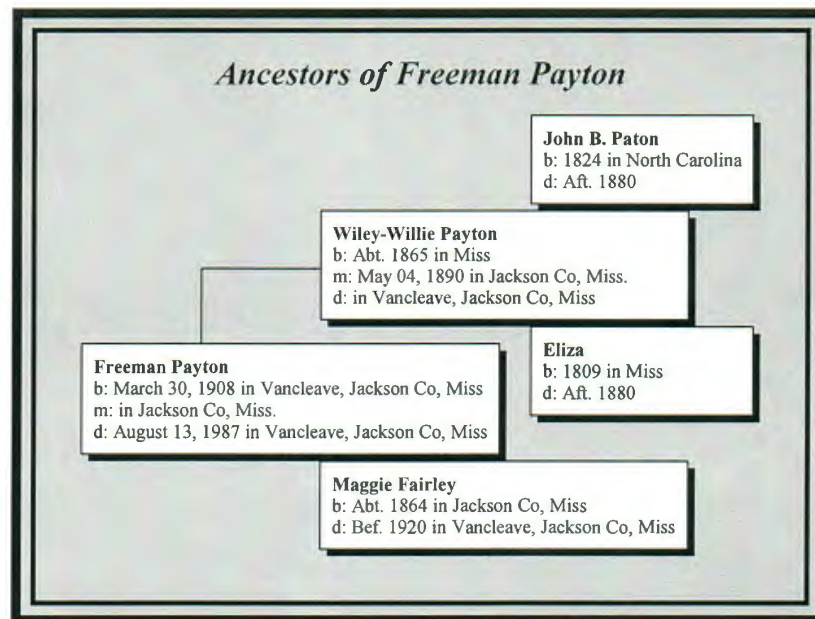 Ancestors of Freeman Payton
John B. Paton
b: 1824 in North Carolina
d: Aft. 1880
Wiley-Willie Payton
b: Abt. 1865 in Miss
m: May 04, 1890 in Jackson Co, Miss.
d: in Vancleave, Jackson Co, Miss
Eliza
b: 1809 in Miss
d: Aft. 1880
Freeman Payton
b: March 30, 1908 in Vancleave, Jackson Co, Miss
m: in Jackson Co, Miss.
d: August 13, 1987 in Vancleave, Jackson Co, Miss
Maggie Fairley
b: Abt. 1864 in Jackson Co, Miss
d: Bef. 1920 in Vancleave, Jackson Co, Miss